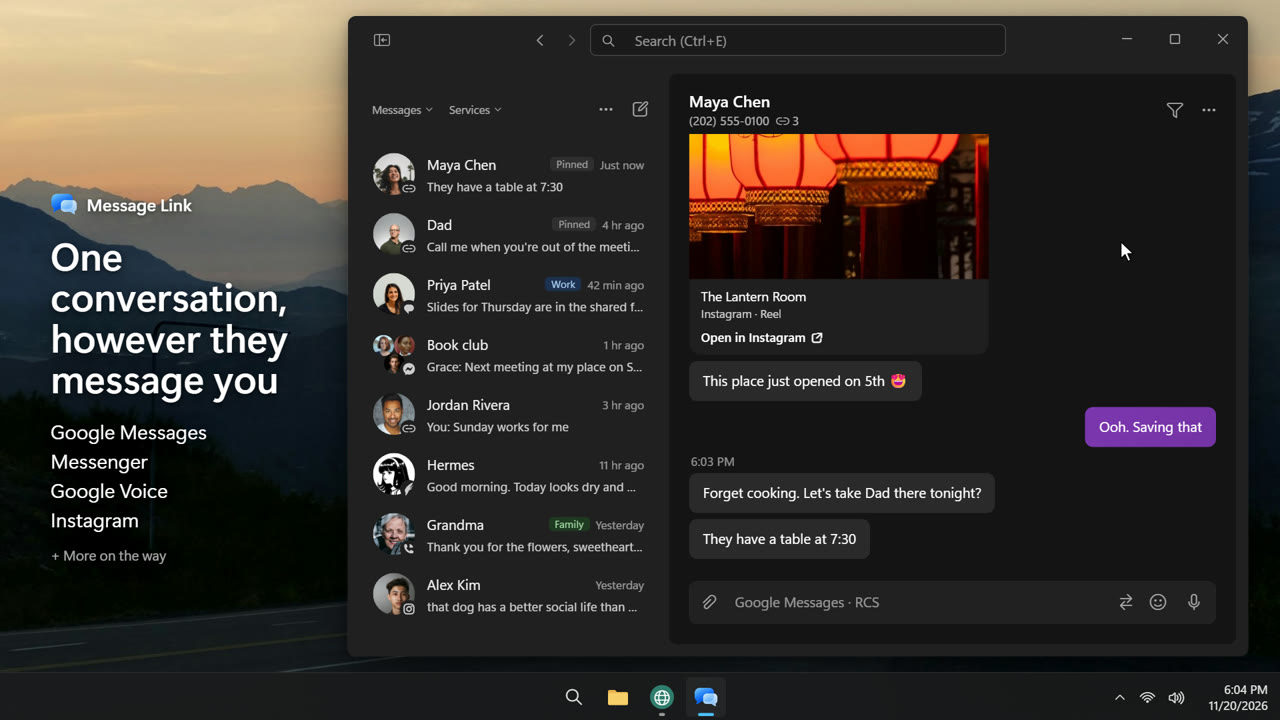 Message Link
One
conversation,
however they
message you
Google Messages
Messenger
Google Voice
Instagram
+ More on the way
Search (Ctrl+E)
Messages
Services
Maya Chen
Pinned
Just now
They have a table at 7:30
Dad
Pinned
4 hr ago
Call me when you're out of the meeti...
Priya Patel
Work
42 min ago
Slides for Thursday are in the shared f...
Book club
1 hr ago
Grace: Next meeting at my place on S...
Jordan Rivera
3 hr ago
You: Sunday works for me
Hermes
11 hr ago
Good morning. Today looks dry and ...
Grandma
Family
Yesterday
Thank you for the flowers, sweetheart...
Alex Kim
Yesterday
that dog has a better social life than ...
Maya Chen
(202) 555-0100 3
The Lantern Room
Instagram · Reel
Open in Instagram
This place just opened on 5th 🤩
Ooh. Saving that
6:03 PM
Forget cooking. Let's take Dad there tonight?
They have a table at 7:30
Google Messages · RCS
6:04 PM
11/20/2026